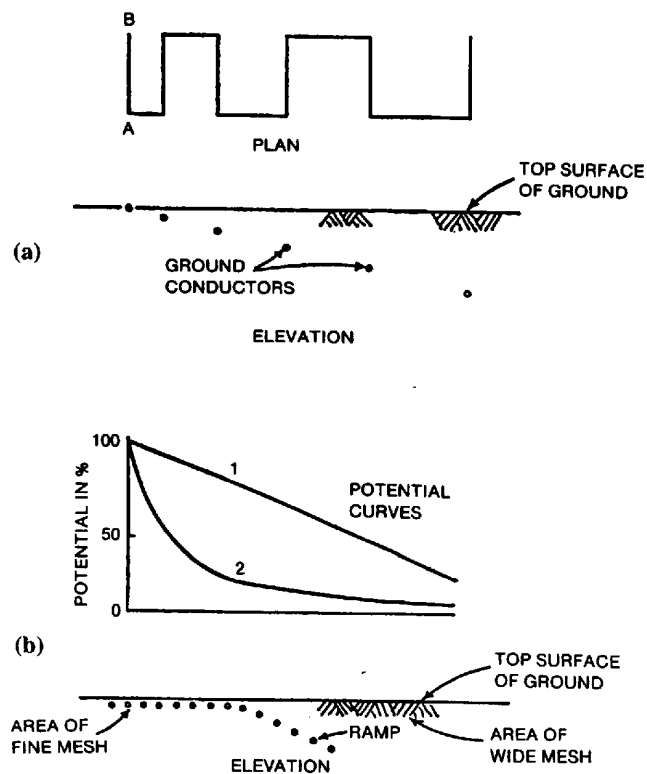 B
A
PLAN
TOP SURFACE
OF GROUND
(a)
GROUND
CONDUCTORS
ELEVATION
100
50
0
POTENTIAL IN %
1
2
POTENTIAL
CURVES
(b)
TOP SURFACE
OF GROUND
AREA OF
FINE MESH
RAMP
AREA OF
WIDE MESH
ELEVATION